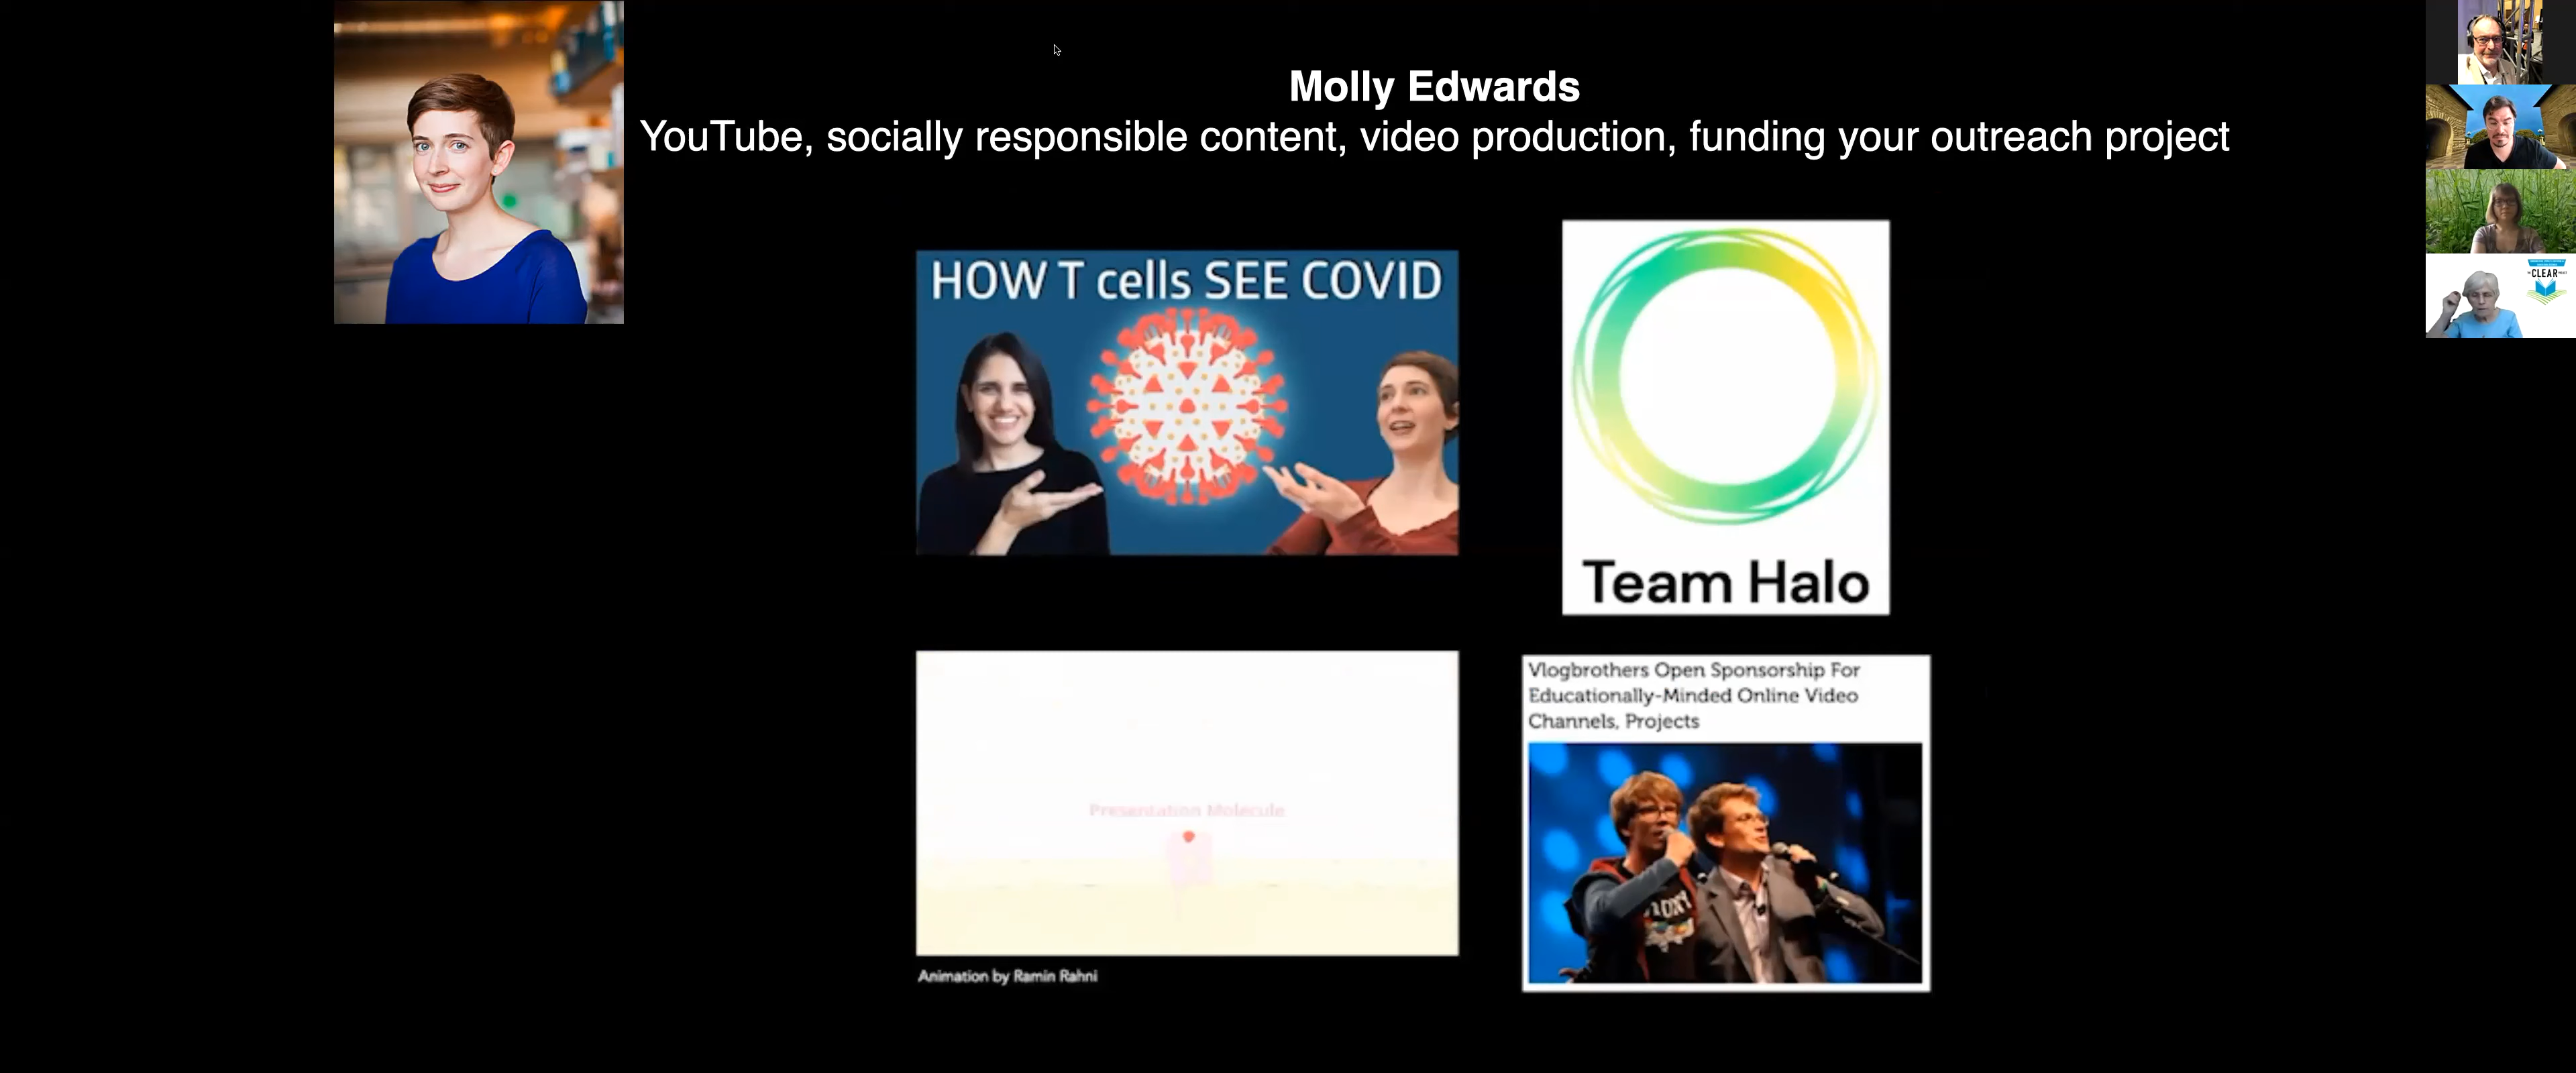 Molly Edwards
YouTube, socially responsible content, video production, funding your outreach project
HOW T cells SEE COVID
Team Halo
Presentation Molecule
Animation by Ramin Rahni
Vlogbrothers Open Sponsorship For
Educationally-Minded Online Video
Channels, Projects
CLEAR